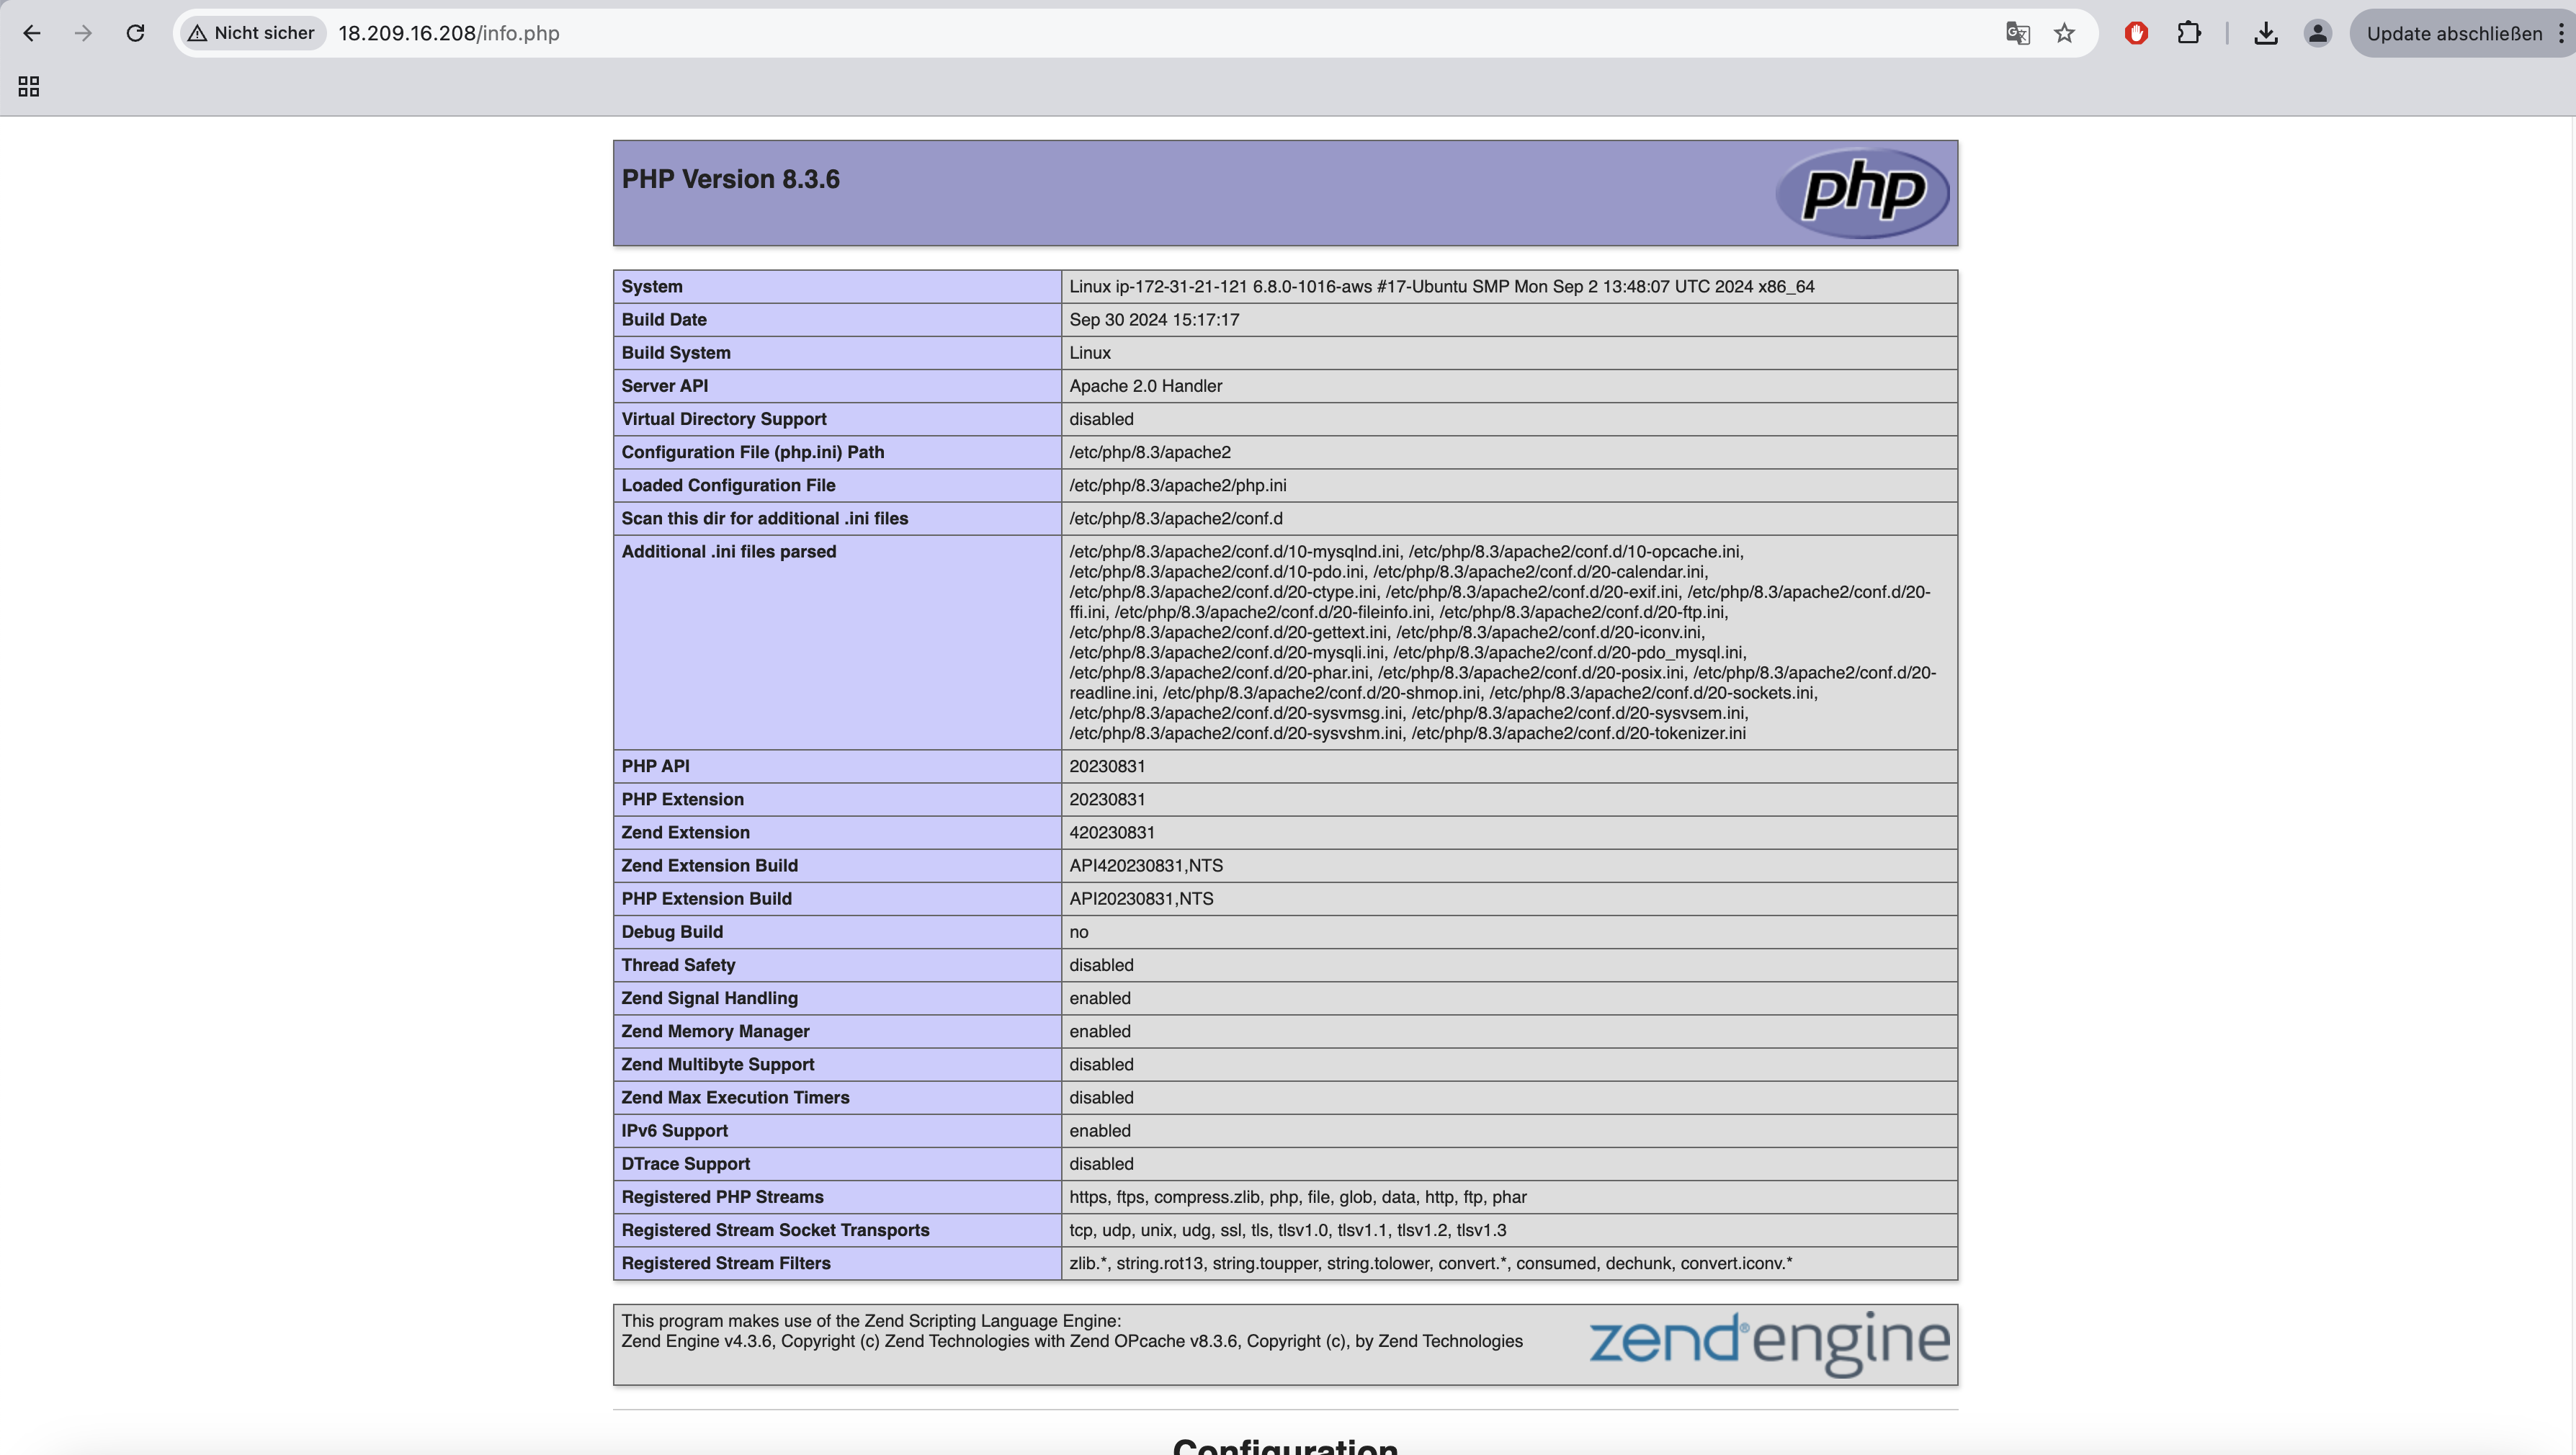 Nicht sicher 18.209.16.208/info.php Update abschließen
PHP Version 8.3.6 php
System Linux ip-172-31-21-121 6.8.0-1016-aws #17-Ubuntu SMP Mon Sep 2 13:48:07 UTC 2024 x86_64
Build Date Sep 30 2024 15:17:17
Build System Linux
Server API Apache 2.0 Handler
Virtual Directory Support disabled
Configuration File (php.ini) Path /etc/php/8.3/apache2
Loaded Configuration File /etc/php/8.3/apache2/php.ini
Scan this dir for additional .ini files /etc/php/8.3/apache2/conf.d
Additional .ini files parsed /etc/php/8.3/apache2/conf.d/10-mysqlnd.ini, /etc/php/8.3/apache2/conf.d/10-opcache.ini,
/etc/php/8.3/apache2/conf.d/10-pdo.ini, /etc/php/8.3/apache2/conf.d/20-calendar.ini,
/etc/php/8.3/apache2/conf.d/20-ctype.ini, /etc/php/8.3/apache2/conf.d/20-exif.ini, /etc/php/8.3/apache2/conf.d/20-
ffi.ini, /etc/php/8.3/apache2/conf.d/20-fileinfo.ini, /etc/php/8.3/apache2/conf.d/20-ftp.ini,
/etc/php/8.3/apache2/conf.d/20-gettext.ini, /etc/php/8.3/apache2/conf.d/20-iconv.ini,
/etc/php/8.3/apache2/conf.d/20-mysqli.ini, /etc/php/8.3/apache2/conf.d/20-pdo_mysql.ini,
/etc/php/8.3/apache2/conf.d/20-phar.ini, /etc/php/8.3/apache2/conf.d/20-posix.ini, /etc/php/8.3/apache2/conf.d/20-
readline.ini, /etc/php/8.3/apache2/conf.d/20-shmop.ini, /etc/php/8.3/apache2/conf.d/20-sockets.ini,
/etc/php/8.3/apache2/conf.d/20-sysvmsg.ini, /etc/php/8.3/apache2/conf.d/20-sysvsem.ini,
/etc/php/8.3/apache2/conf.d/20-sysvshm.ini, /etc/php/8.3/apache2/conf.d/20-tokenizer.ini
PHP API 20230831
PHP Extension 20230831
Zend Extension 420230831
Zend Extension Build API420230831,NTS
PHP Extension Build API20230831,NTS
Debug Build no
Thread Safety disabled
Zend Signal Handling enabled
Zend Memory Manager enabled
Zend Multibyte Support disabled
Zend Max Execution Timers disabled
IPv6 Support enabled
DTrace Support disabled
Registered PHP Streams https, ftps, compress.zlib, php, file, glob, data, http, ftp, phar
Registered Stream Socket Transports tcp, udp, unix, udg, ssl, tls, tlsv1.0, tlsv1.1, tlsv1.2, tlsv1.3
Registered Stream Filters zlib.*, string.rot13, string.toupper, string.tolower, convert.*, consumed, dechunk, convert.iconv.*
This program makes use of the Zend Scripting Language Engine:
Zend Engine v4.3.6, Copyright (c) Zend Technologies with Zend OPcache v8.3.6, Copyright (c), by Zend Technologies
zend® engine
Configuration